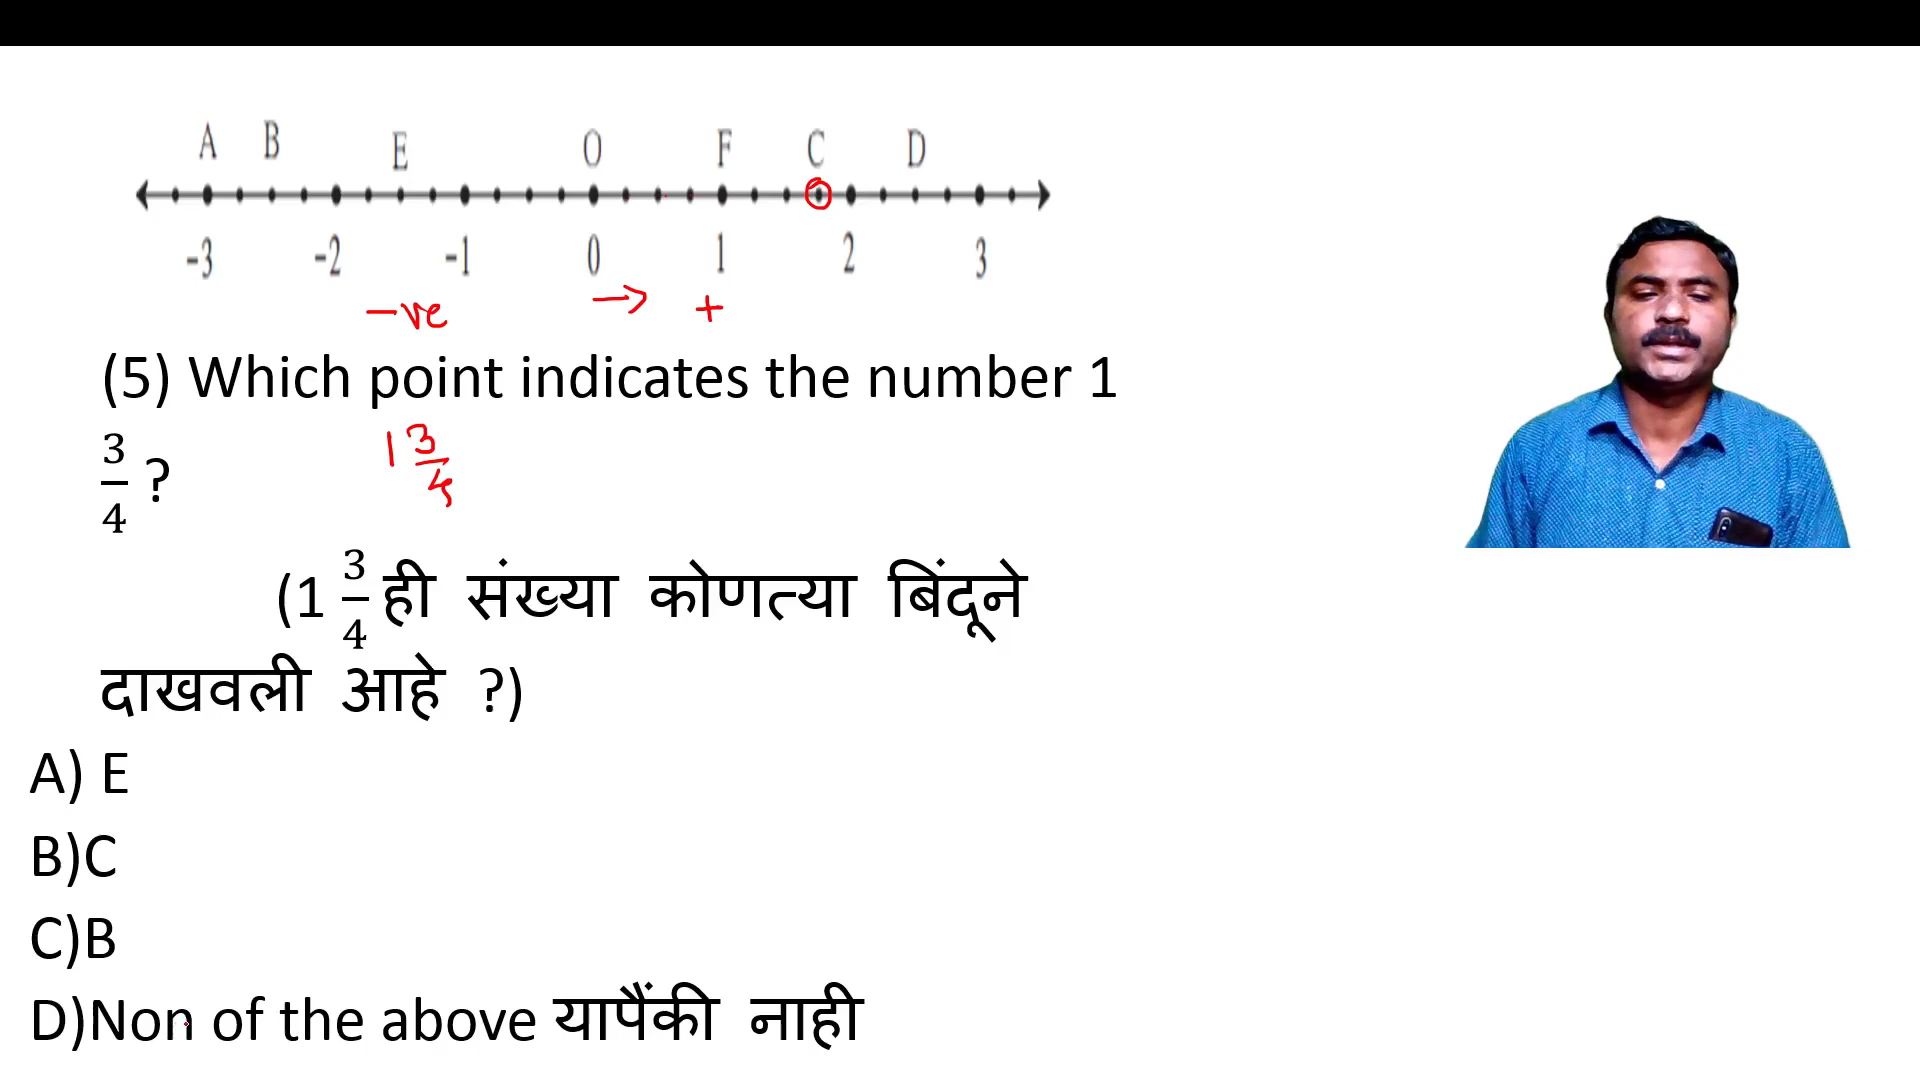 A B E O F C D
-3 -2 -1 0 1 2 3
-ve → +
(5) Which point indicates the number 1
3/4 ? 1 3/4
(1 3/4 ही संख्या कोणत्या बिंदूने
दाखवली आहे ?)
A) E
B)C
C)B
D)Non of the above यापैंकी नाही